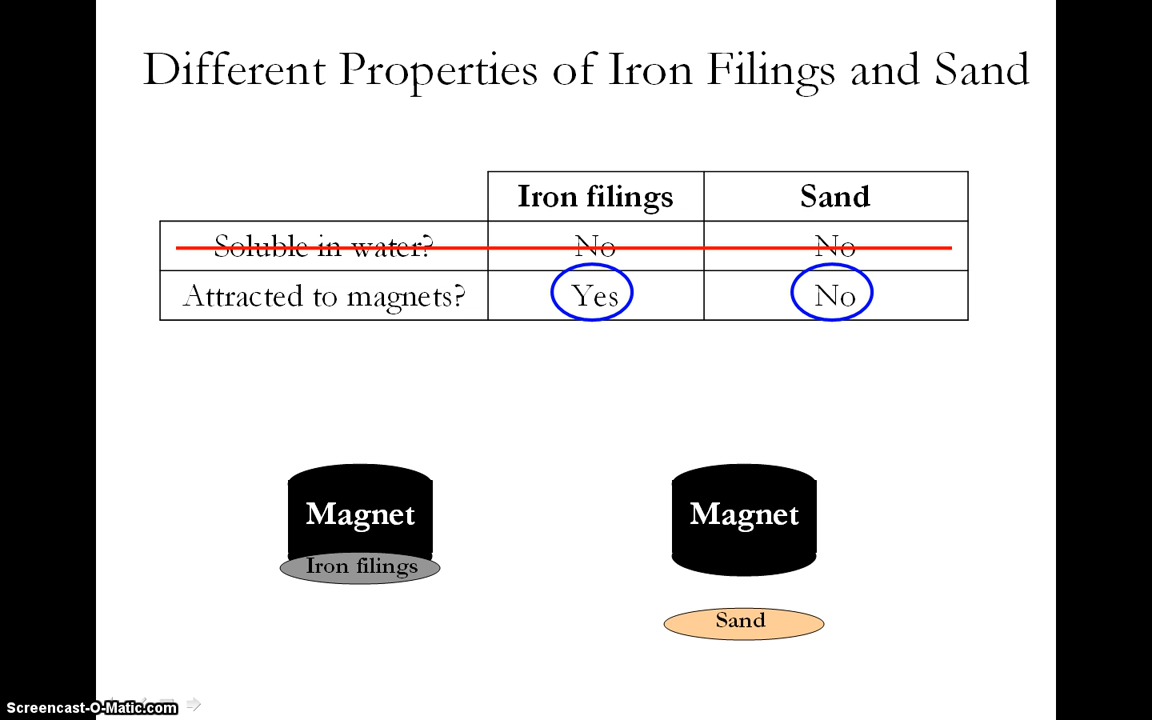 Different Properties of Iron Filings and Sand
Iron filings Sand
Soluble in water? No No
Attracted to magnets? Yes No
Magnet Magnet
Iron filings
Sand
Screencast-O-Matic.com